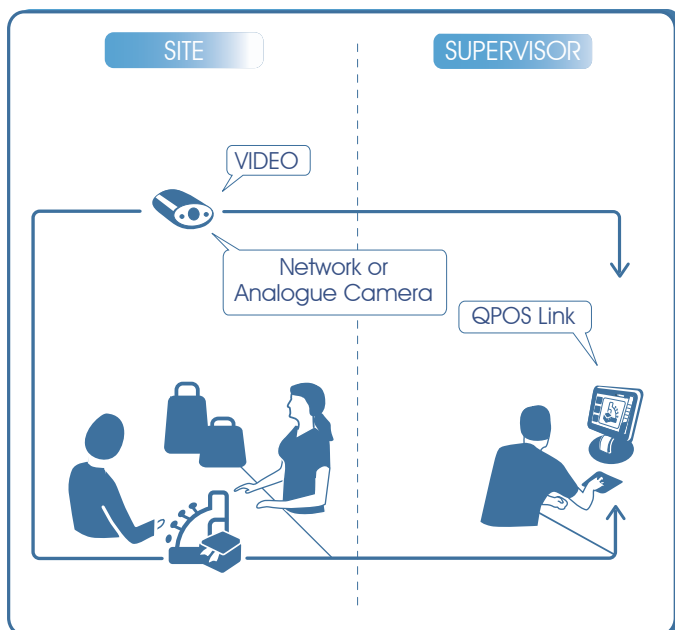 SITE
SUPERVISOR
VIDEO
Network or
Analogue Camera
QPOS Link